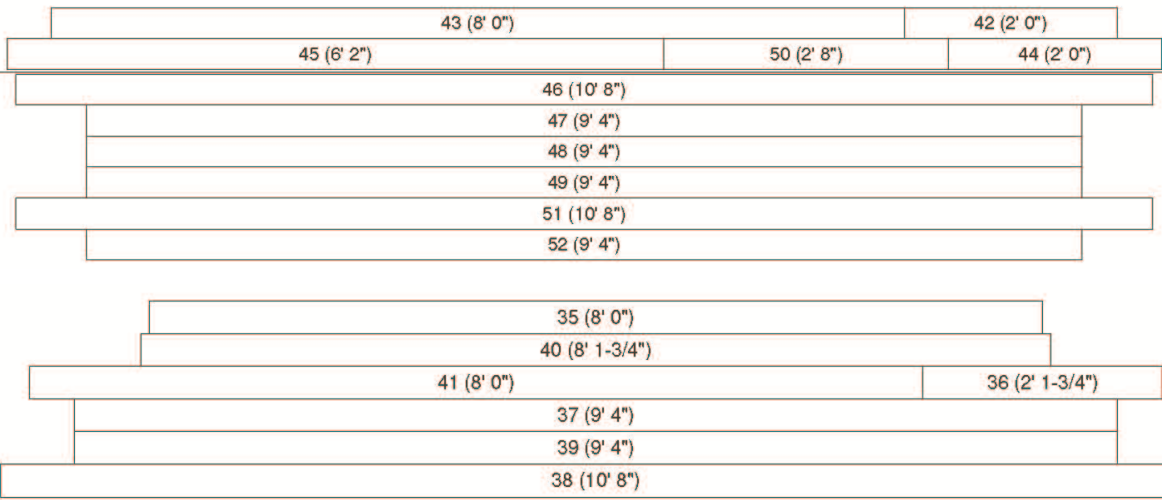 43 (8' 0") 42 (2' 0")
45 (6' 2") 50 (2' 8") 44 (2' 0")
46 (10' 8")
47 (9' 4")
48 (9' 4")
49 (9' 4")
51 (10' 8")
52 (9' 4")
35 (8' 0")
40 (8' 1-3/4")
41 (8' 0") 36 (2' 1-3/4")
37 (9' 4")
39 (9' 4")
38 (10' 8")